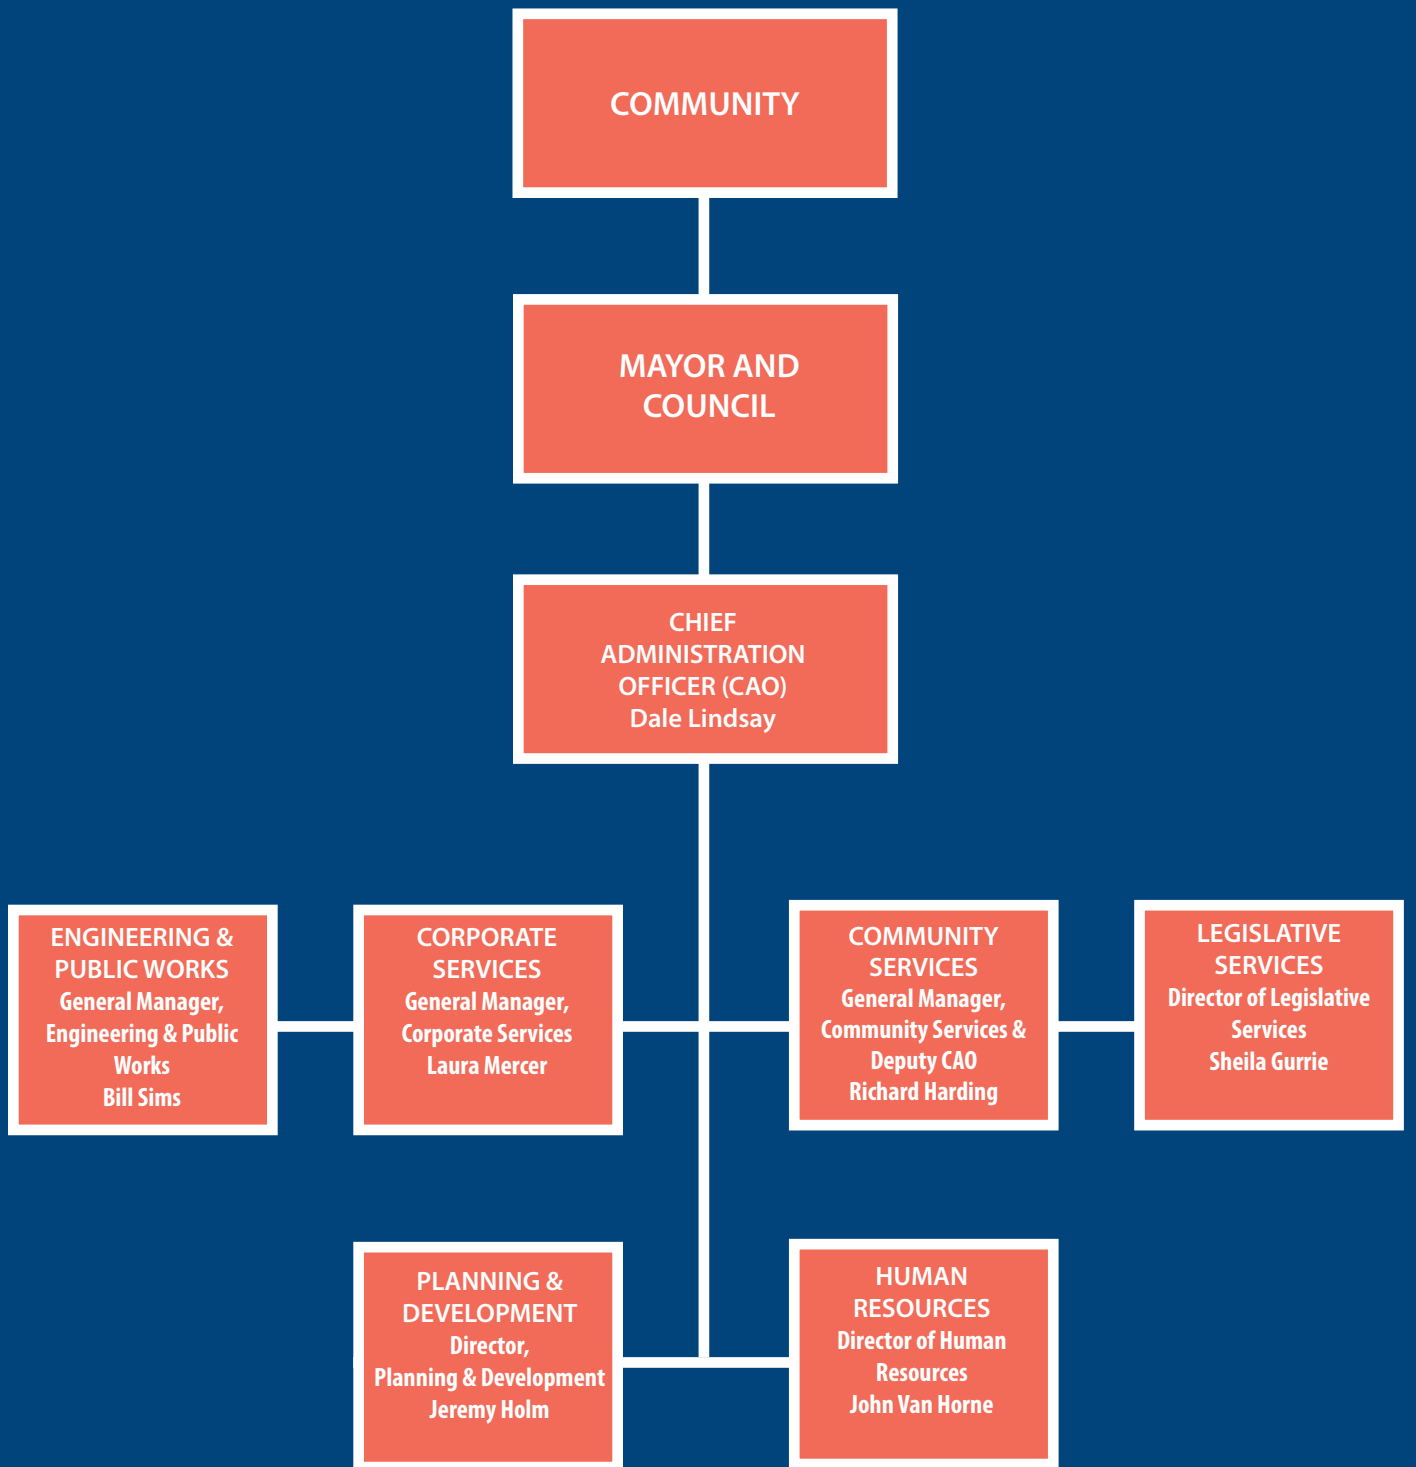 COMMUNITY
MAYOR AND
COUNCIL
CHIEF
ADMINISTRATION
OFFICER (CAO)
Dale Lindsay
ENGINEERING &
PUBLIC WORKS
General Manager,
Engineering & Public
Works
Bill Sims
CORPORATE
SERVICES
General Manager,
Corporate Services
Laura Mercer
COMMUNITY
SERVICES
General Manager,
Community Services &
Deputy CAO
Richard Harding
LEGISLATIVE
SERVICES
Director of Legislative
Services
Sheila Gurrie
PLANNING &
DEVELOPMENT
Director,
Planning & Development
Jeremy Holm
HUMAN
RESOURCES
Director of Human
Resources
John Van Horne